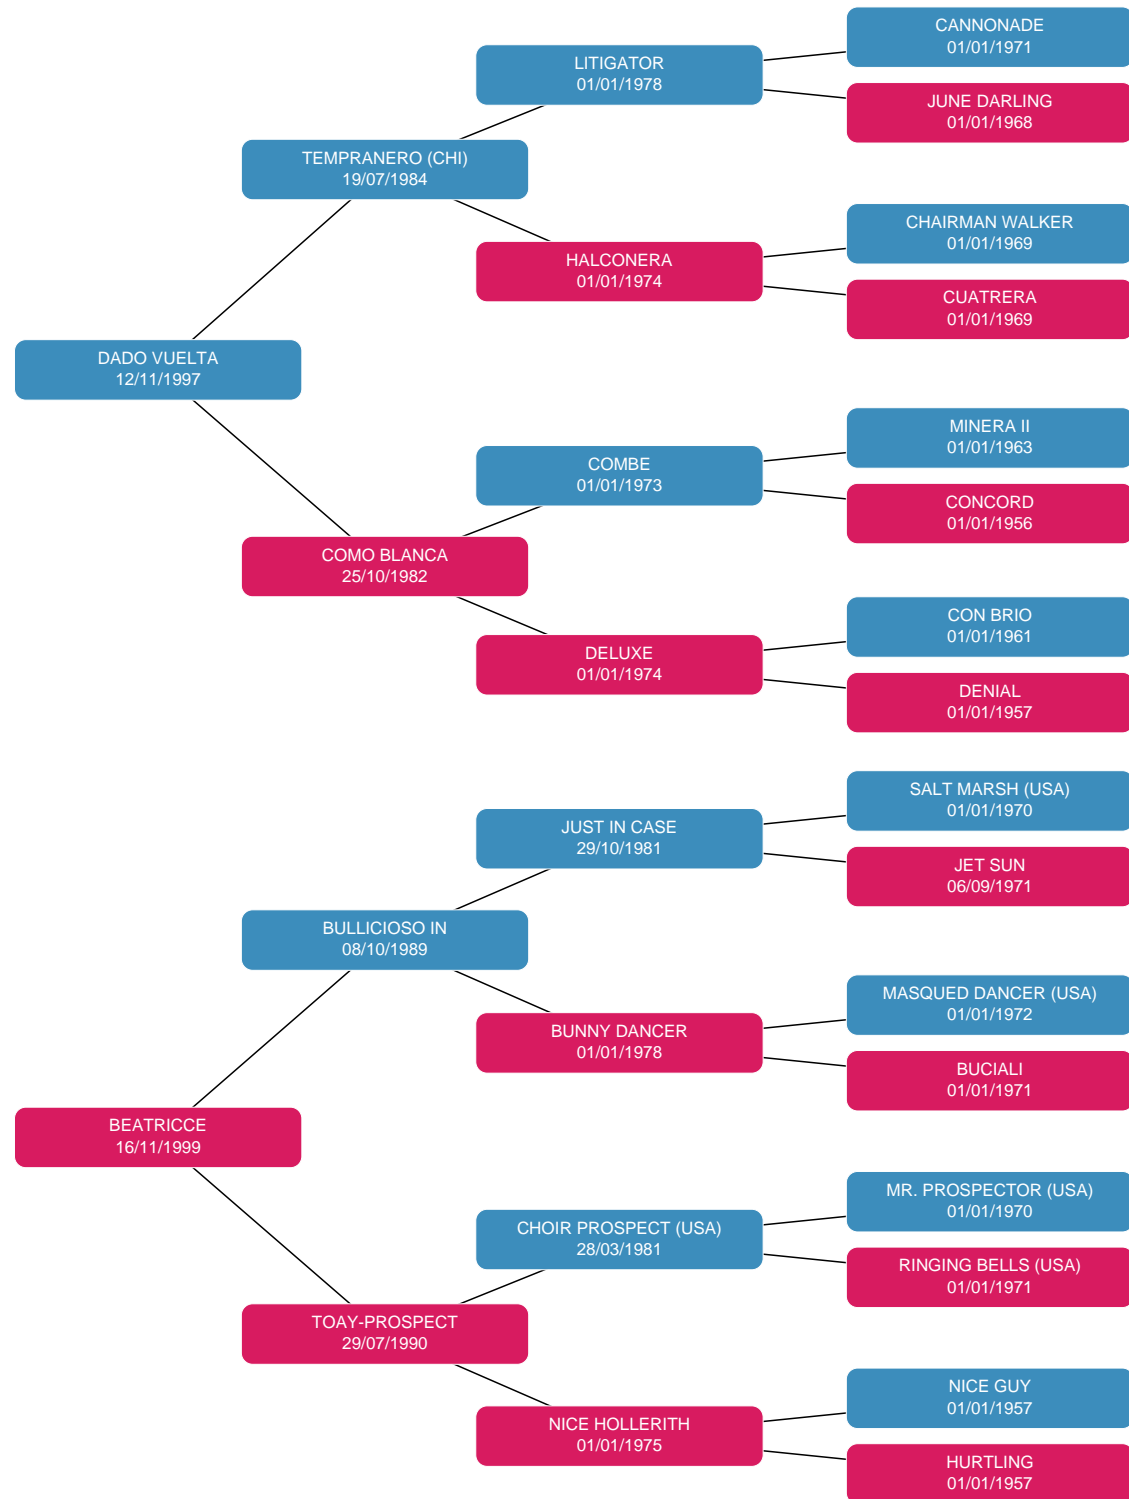 CANNONADE
01/01/1971
LITIGATOR
01/01/1978
JUNE DARLING
01/01/1968
TEMPRANERO (CHI)
19/07/1984
CHAIRMAN WALKER
01/01/1969
HALCONERA
01/01/1974
CUATRERA
01/01/1969
DADO VUELTA
12/11/1997
MINERA II
01/01/1963
COMBE
01/01/1973
CONCORD
01/01/1956
COMO BLANCA
25/10/1982
CON BRIO
01/01/1961
DELUXE
01/01/1974
DENIAL
01/01/1957
SALT MARSH (USA)
01/01/1970
JUST IN CASE
29/10/1981
JET SUN
06/09/1971
BULLICIOSO IN
08/10/1989
MASQUED DANCER (USA)
01/01/1972
BUNNY DANCER
01/01/1978
BUCIALI
01/01/1971
BEATRICCE
16/11/1999
MR. PROSPECTOR (USA)
01/01/1970
CHOIR PROSPECT (USA)
28/03/1981
RINGING BELLS (USA)
01/01/1971
TOAY-PROSPECT
29/07/1990
NICE GUY
01/01/1957
NICE HOLLERITH
01/01/1975
HURTLING
01/01/1957